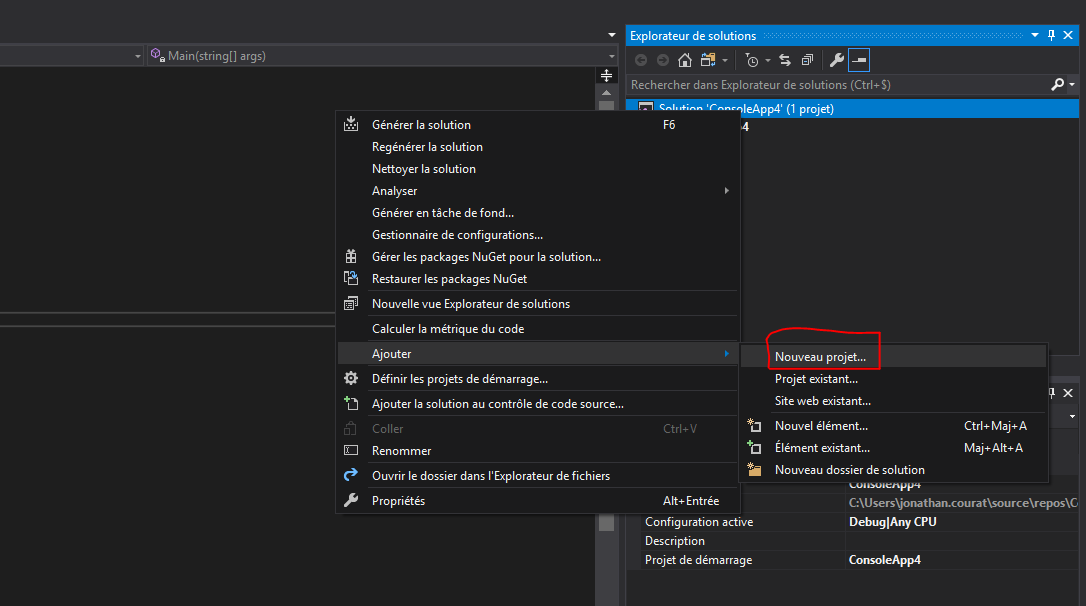 Explorateur de solutions
Main(string[] args)
Rechercher dans Explorateur de solutions (Ctrl+$)
Solution 'ConsoleApp4' (1 projet)
4
Générer la solution F6
Regénérer la solution
Nettoyer la solution
Analyser
Générer en tâche de fond...
Gestionnaire de configurations...
Gérer les packages NuGet pour la solution...
Restaurer les packages NuGet
Nouvelle vue Explorateur de solutions
Calculer la métrique du code
Ajouter
Définir les projets de démarrage...
Ajouter la solution au contrôle de code source...
Coller Ctrl+V
Renommer
Ouvrir le dossier dans l'Explorateur de fichiers
Propriétés Alt+Entrée
Nouveau projet...
Projet existant...
Site web existant...
Nouvel élément... Ctrl+Maj+A
Élément existant... Maj+Alt+A
Nouveau dossier de solution
ConsoleApp4
C:\Users\jonathan.courat\source\repos\C
Configuration active Debug|Any CPU
Description
Projet de démarrage ConsoleApp4